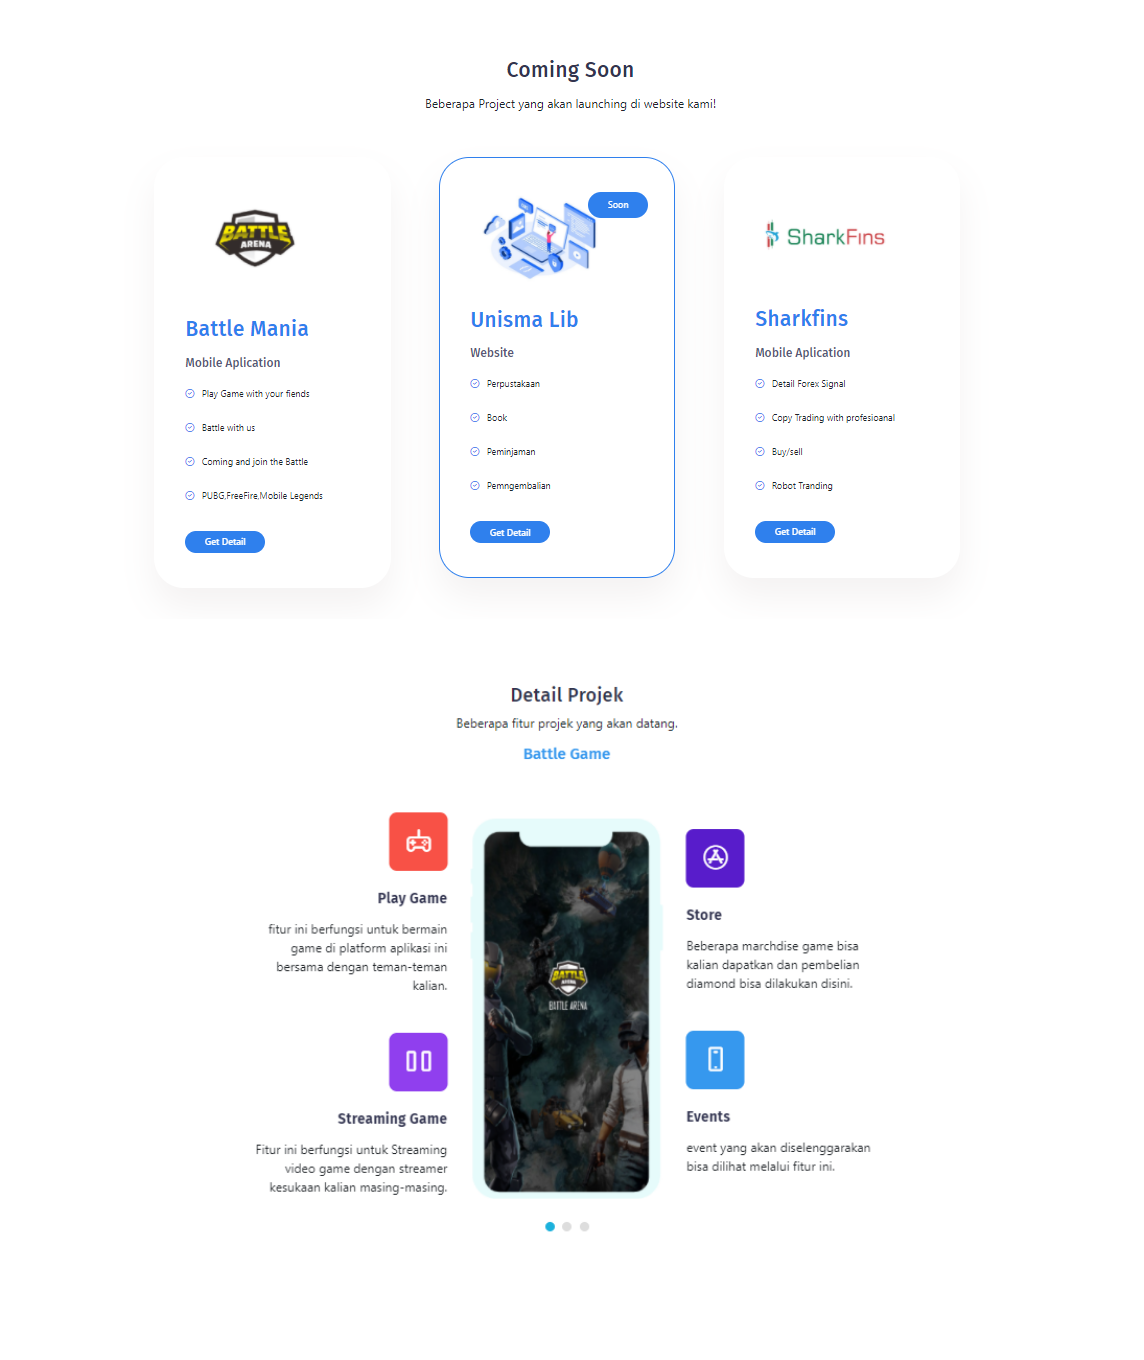 Coming Soon
Beberapa Project yang akan launching di website kami!
BATTLE
ARENA
Battle Mania
Mobile Aplication
Play Game with your fiends
Battle with us
Coming and join the Battle
PUBG,FreeFire,Mobile Legends
Get Detail
Soon
Unisma Lib
Website
Perpustakaan
Book
Peminjaman
Pemngembalian
Get Detail
SharkFins
Sharkfins
Mobile Aplication
Detail Forex Signal
Copy Trading with profesioanal
Buy/sell
Robot Tranding
Get Detail
Detail Projek
Beberapa fitur projek yang akan datang.
Battle Game
Play Game
fitur ini berfungsi untuk bermain
game di platform aplikasi ini
bersama dengan teman-teman
kalian.
Streaming Game
Fitur ini berfungsi untuk Streaming
video game dengan streamer
kesukaan kalian masing-masing.
BATTLE
ARENA
BATTLE ARENA
Store
Beberapa marchdise game bisa
kalian dapatkan dan pembelian
diamond bisa dilakukan disini.
Events
event yang akan diselenggarakan
bisa dilihat melalui fitur ini.